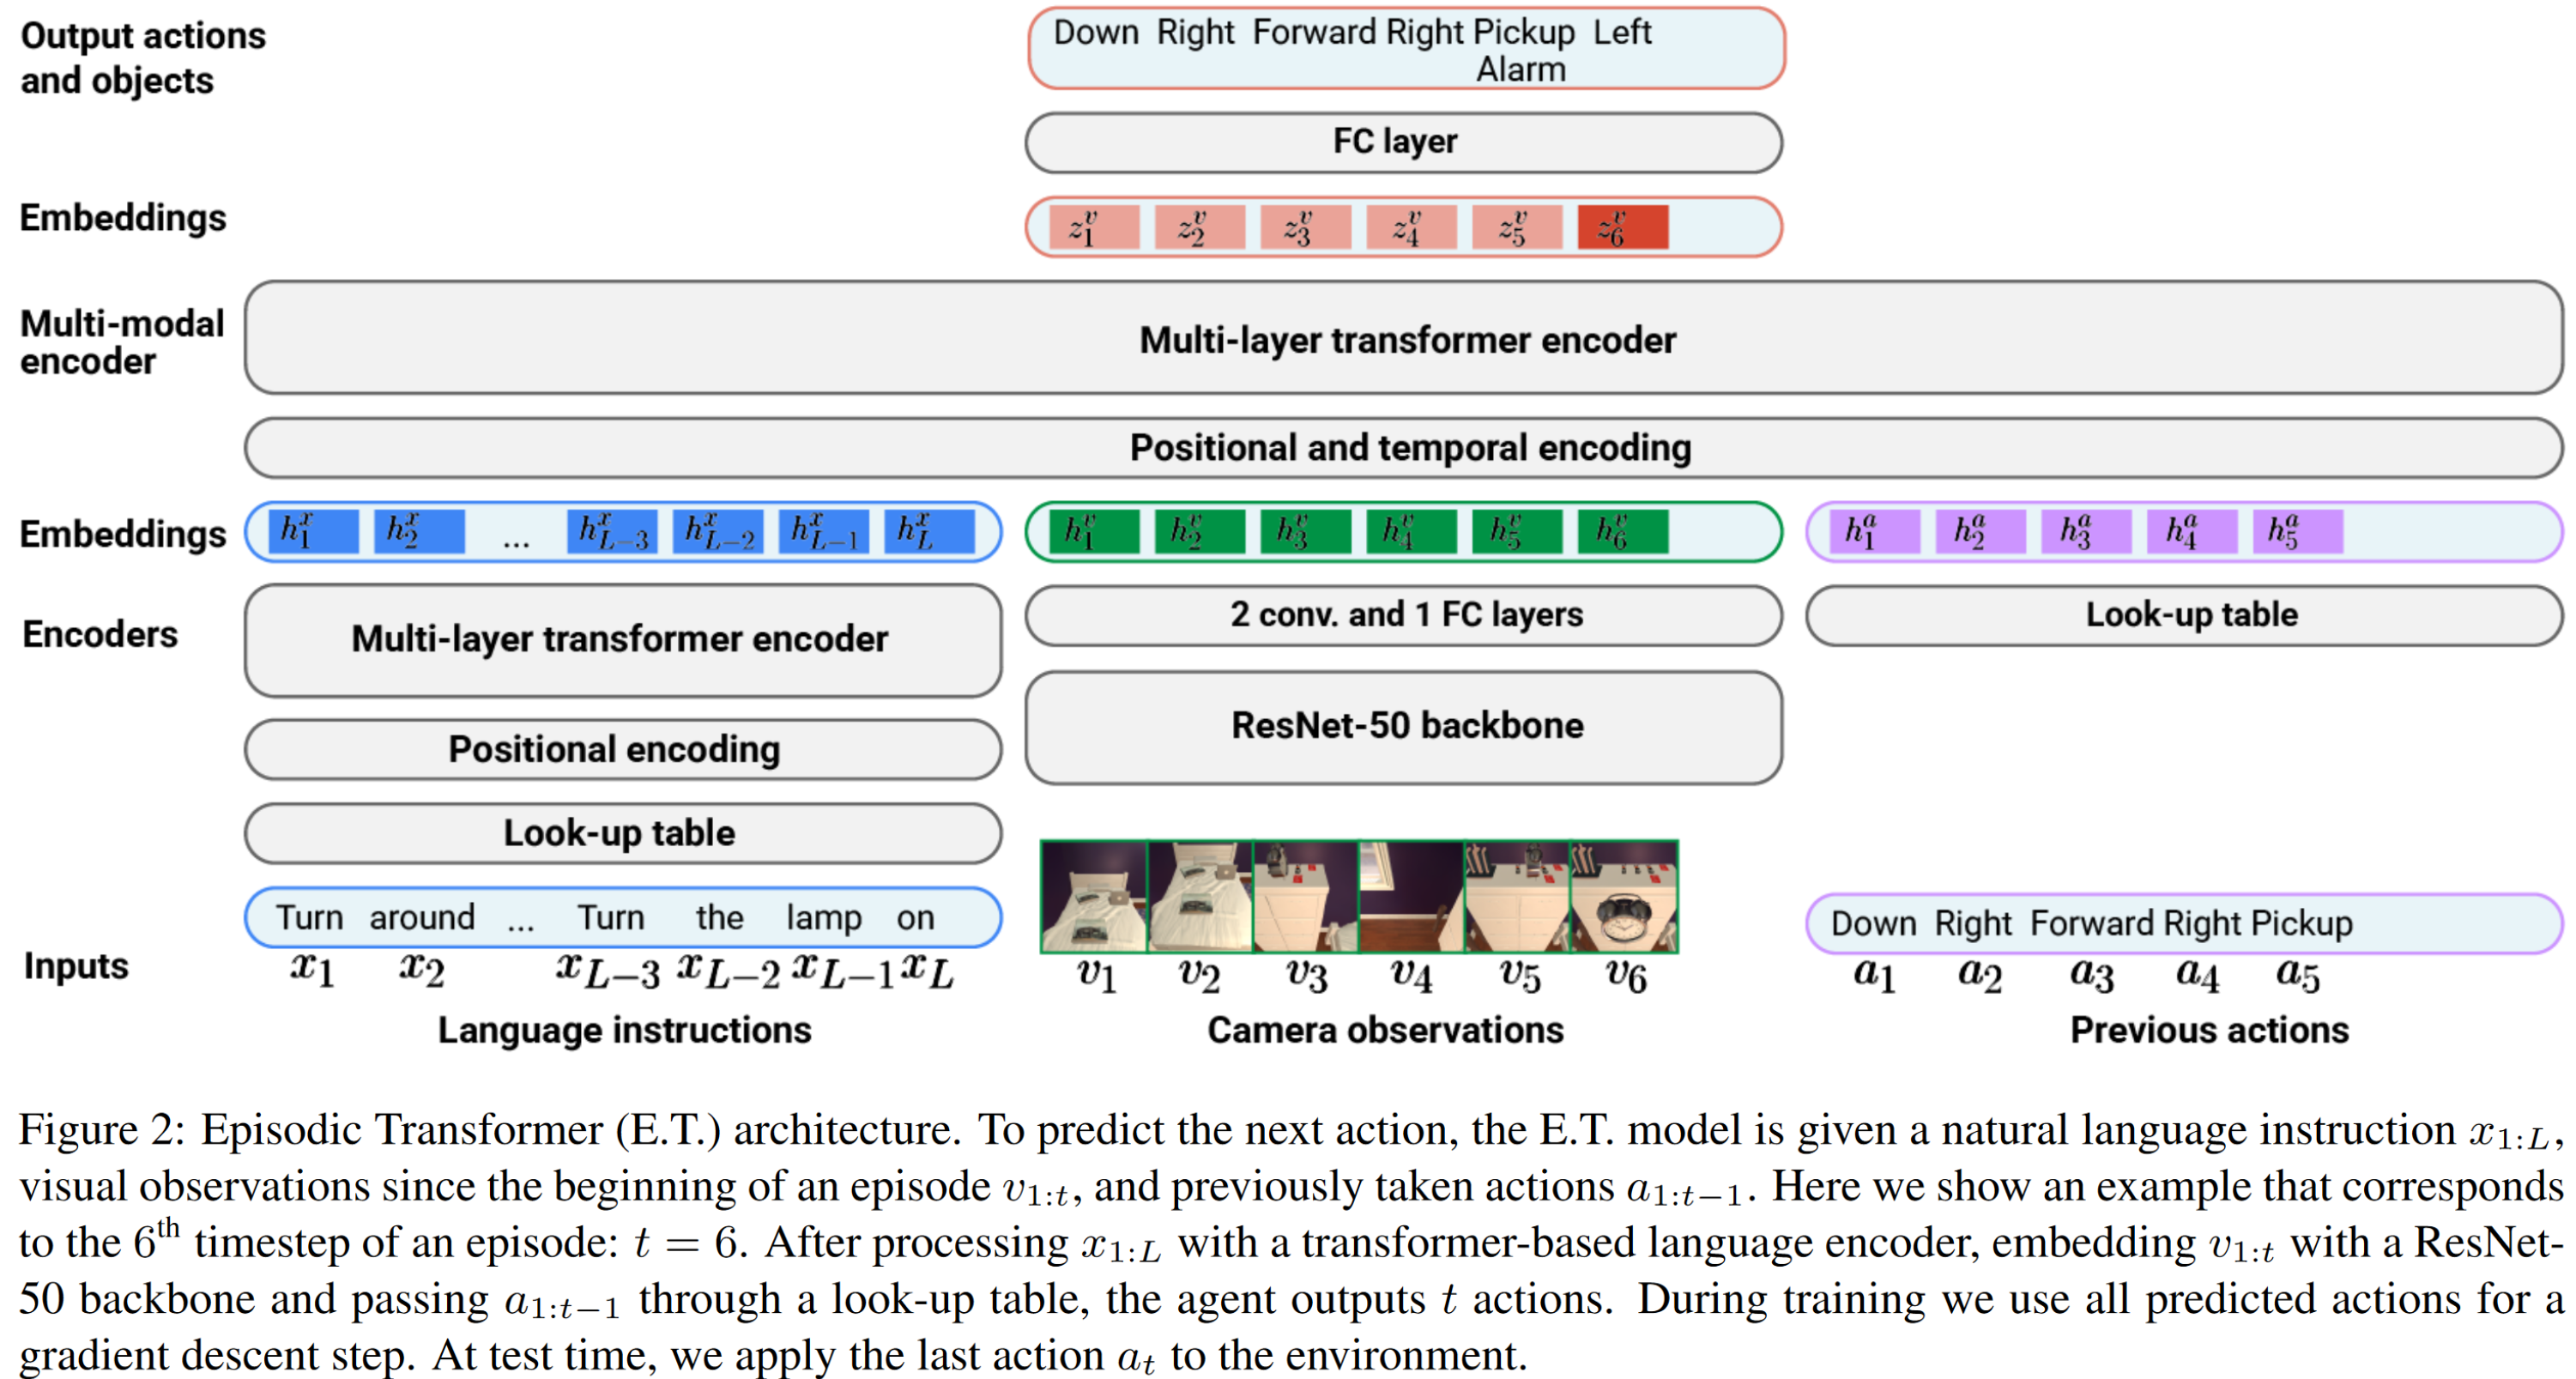 Output actions
and objects
Down Right Forward Right Pickup Left
Alarm
FC layer
Embeddings
z_1^v z_2^v z_3^v z_4^v z_5^v z_6^v
Multi-modal
encoder
Multi-layer transformer encoder
Positional and temporal encoding
Embeddings
h_1^x h_2^x ... h_{L-3}^x h_{L-2}^x h_{L-1}^x h_L^x
h_1^v h_2^v h_3^v h_4^v h_5^v h_6^v
h_1^a h_2^a h_3^a h_4^a h_5^a
Encoders
Multi-layer transformer encoder
2 conv. and 1 FC layers
Look-up table
Positional encoding
ResNet-50 backbone
Look-up table
Inputs
Turn around ... Turn the lamp on
x_1 x_2 x_{L-3} x_{L-2} x_{L-1} x_L
v_1 v_2 v_3 v_4 v_5 v_6
Down Right Forward Right Pickup
a_1 a_2 a_3 a_4 a_5
Language instructions
Camera observations
Previous actions
Figure 2: Episodic Transformer (E.T.) architecture. To predict the next action, the E.T. model is given a natural language instruction x_{1:L},
visual observations since the beginning of an episode v_{1:t}, and previously taken actions a_{1:t-1}. Here we show an example that corresponds
to the 6^th timestep of an episode: t = 6. After processing x_{1:L} with a transformer-based language encoder, embedding v_{1:t} with a ResNet-
50 backbone and passing a_{1:t-1} through a look-up table, the agent outputs t actions. During training we use all predicted actions for a
gradient descent step. At test time, we apply the last action a_t to the environment.